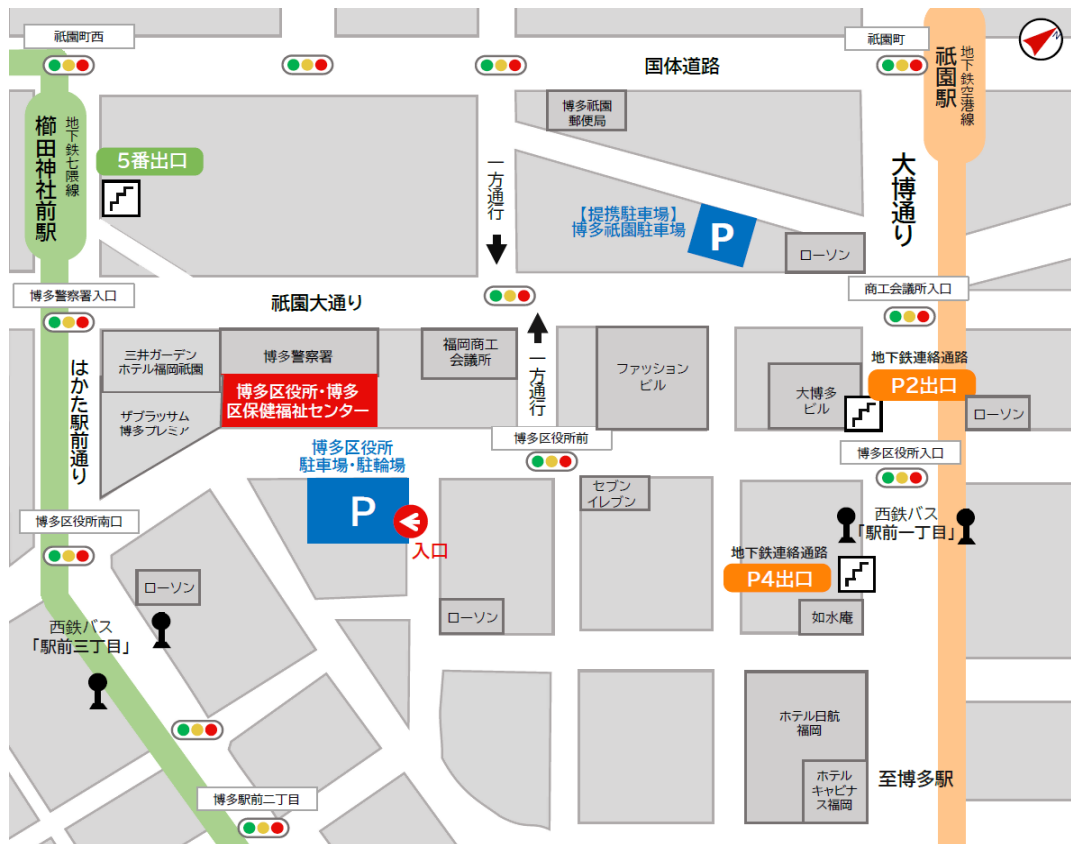 祇園町西
祇園町
N
国体道路
地下鉄空港線
祇園駅
地下鉄七隈線
櫛田神社前駅
5番出口
博多祇園
郵便局
一方通行
大博通り
【提携駐車場】
博多祇園駐車場
P
ローソン
博多警察署入口
祇園大通り
商工会議所入口
はかた駅前通り
三井ガーデン
ホテル福岡祇園
博多警察署
福岡商工
会議所
一方通行
ファッション
ビル
地下鉄連絡通路
P2出口
大博多
ビル
ローソン
ザブラッサム
博多プレミア
博多区役所・博多
区保健福祉センター
博多区役所前
博多区役所
駐車場・駐輪場
P
入口
博多区役所入口
セブン
イレブン
博多区役所南口
西鉄バス
「駅前一丁目」
地下鉄連絡通路
P4出口
ローソン
ローソン
如水庵
西鉄バス
「駅前三丁目」
ホテル日航
福岡
ホテル
キャビナ
ス福岡
至博多駅
博多駅前二丁目